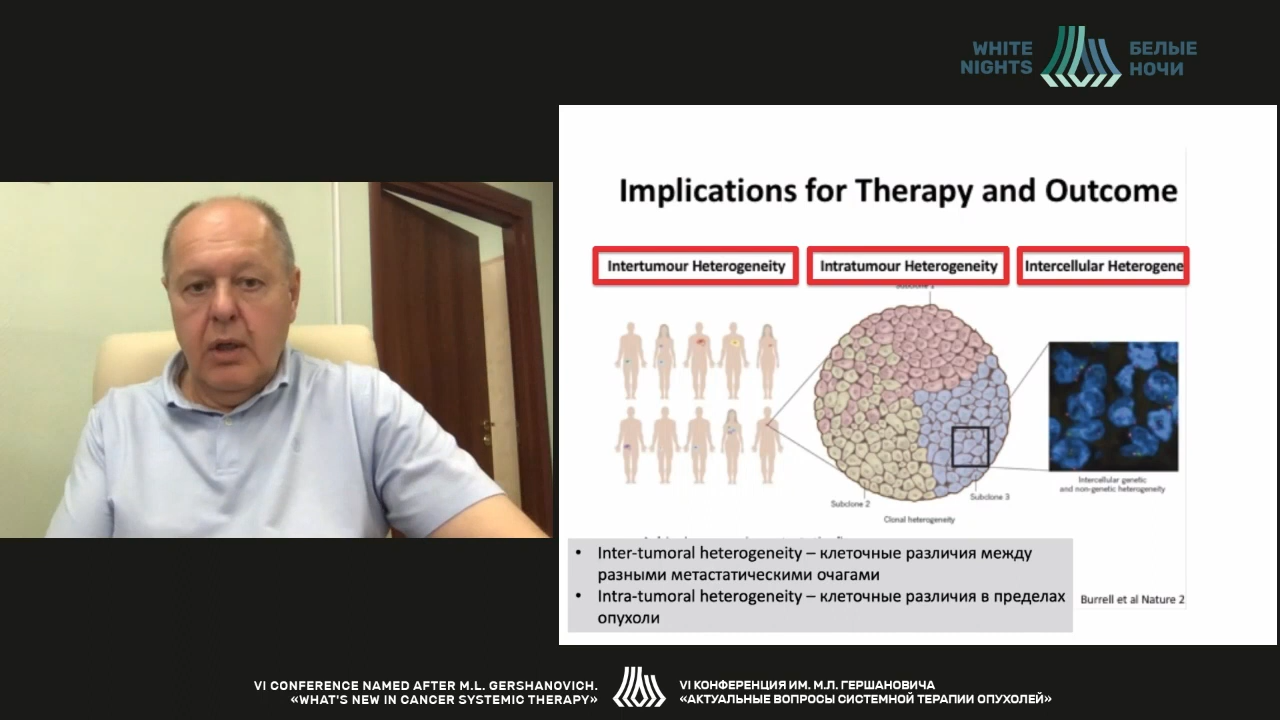 WHITE
NIGHTS
БЕЛЫЕ
НОЧИ
Implications for Therapy and Outcome
Intertumour Heterogeneity
Intratumour Heterogeneity
Intercellular Heterogene
Subclone 1
Subclone 2
Subclone 3
Clonal heterogeneity
Intercellular genetic
and non-genetic heterogeneity
• Inter-tumoral heterogeneity – клеточные различия между
разными метастатическими очагами
• Intra-tumoral heterogeneity – клеточные различия в пределах
опухоли
Burrell et al Nature 2
VI CONFERENCE NAMED AFTER M.L. GERSHANOVICH.
«WHAT'S NEW IN CANCER SYSTEMIC THERAPY»
VI КОНФЕРЕНЦИЯ ИМ. М.Л. ГЕРШАНОВИЧА
«АКТУАЛЬНЫЕ ВОПРОСЫ СИСТЕМНОЙ ТЕРАПИИ ОПУХОЛЕЙ»